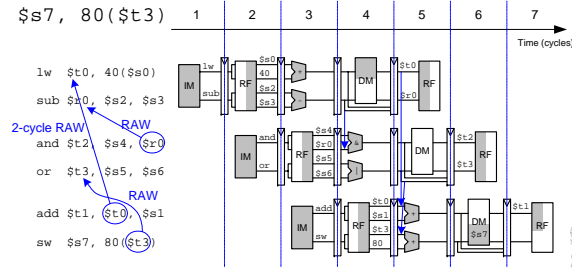 $s7, 80($t3)
1 2 3 4 5 6 7
Time (cycles)
lw $t0, 40($s0)
sub $r0, $s2, $s3
2-cycle RAW
RAW
and $t2, $s4, $r0
or $t3, $s5, $s6
RAW
add $t1, $t0, $s1
sw $s7, 80($t3)
IM lw sub RF $s0 40 $s2 $s3 + - DM $t0 $r0 RF
IM and or RF $s4 $r0 $s5 $s6 & | DM $t2 $t3 RF
IM add sw RF $t0 $s1 $t3 80 + + DM $s7 $t1 RF